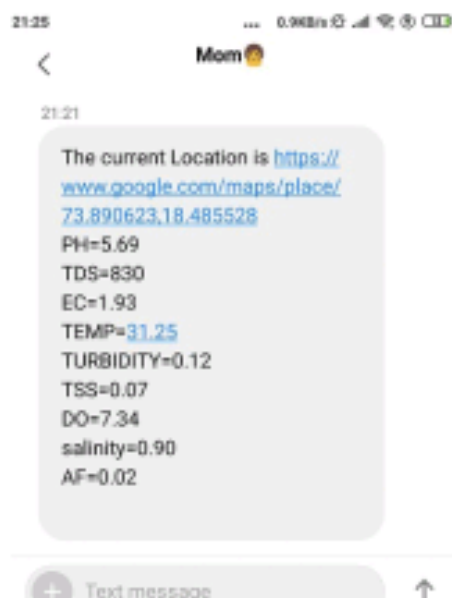 21:25 ... 0.9KB/s
Mom
21:21
The current Location is https://
www.google.com/maps/place/
73.890623,18.485528
PH=5.69
TDS=830
EC=1.93
TEMP=31.25
TURBIDITY=0.12
TSS=0.07
DO=7.34
salinity=0.90
AF=0.02
Text message